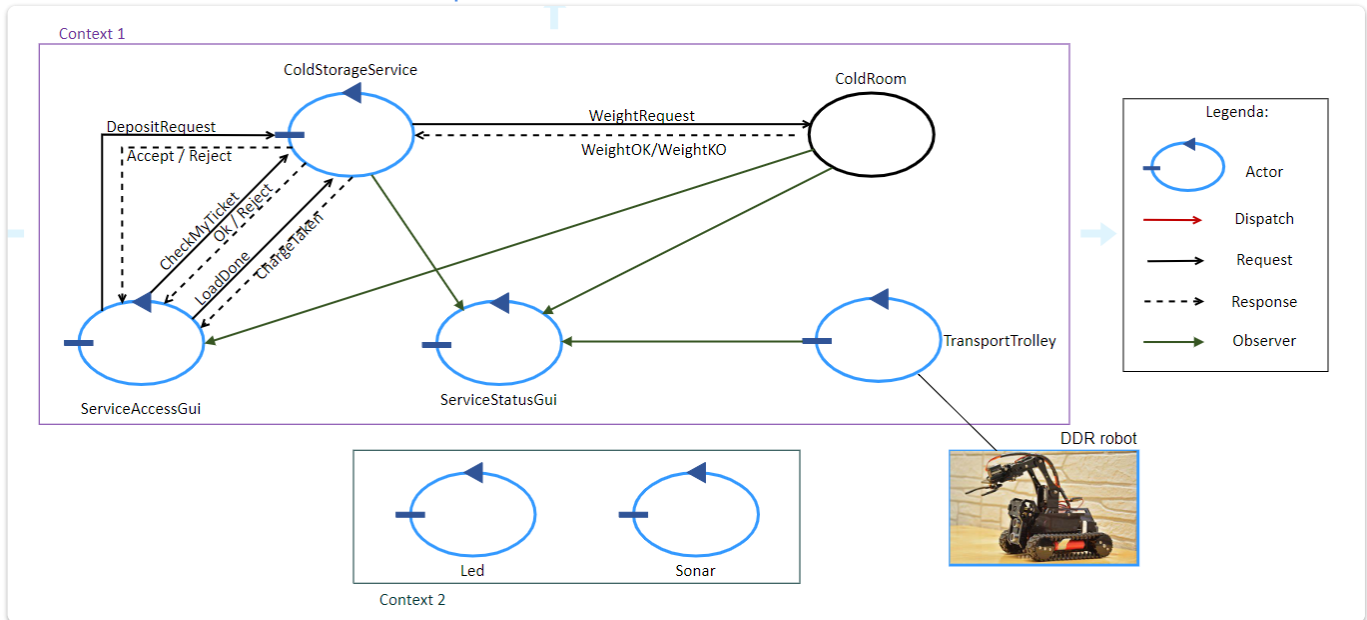 Context 1
ColdStorageService
ColdRoom
DepositRequest
WeightRequest
Accept / Reject
WeightOK/WeightKO
CheckMyTicket
Ok / Reject
LoadDone
ChargeTaken
TransportTrolley
ServiceAccessGui
ServiceStatusGui
Legenda:
Actor
Dispatch
Request
Response
Observer
DDR robot
Led
Sonar
Context 2